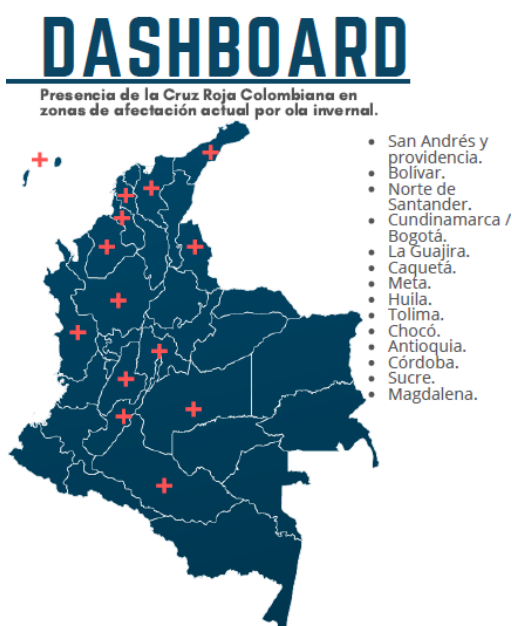 DASHBOARD
Presencia de la Cruz Roja Colombiana en
zonas de afectación actual por ola invernal.
• San Andrés y
providencia.
• Bolívar.
• Norte de
Santander.
• Cundinamarca /
Bogotá.
• La Guajira.
• Caquetá.
• Meta.
• Huila.
• Tolima.
• Chocó.
• Antioquia.
• Córdoba.
• Sucre.
• Magdalena.